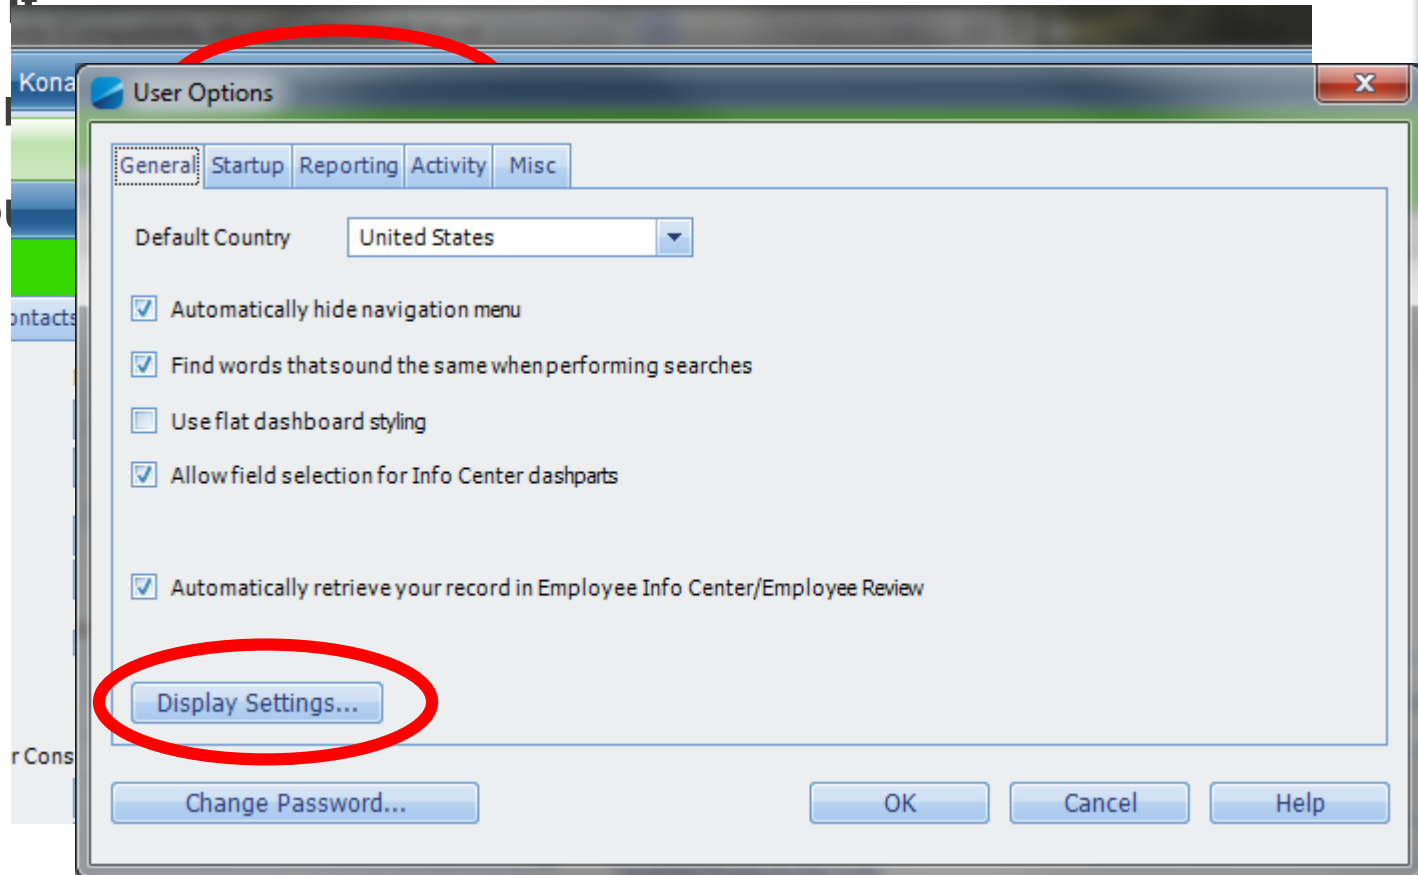 Kona
User Options
General Startup Reporting Activity Misc
Default Country United States
Automatically hide navigation menu
Find words that sound the same when performing searches
Use flat dashboard styling
Allow field selection for Info Center dashparts
Automatically retrieve your record in Employee Info Center/Employee Review
Display Settings...
Change Password... OK Cancel Help
ontacts
r Cons